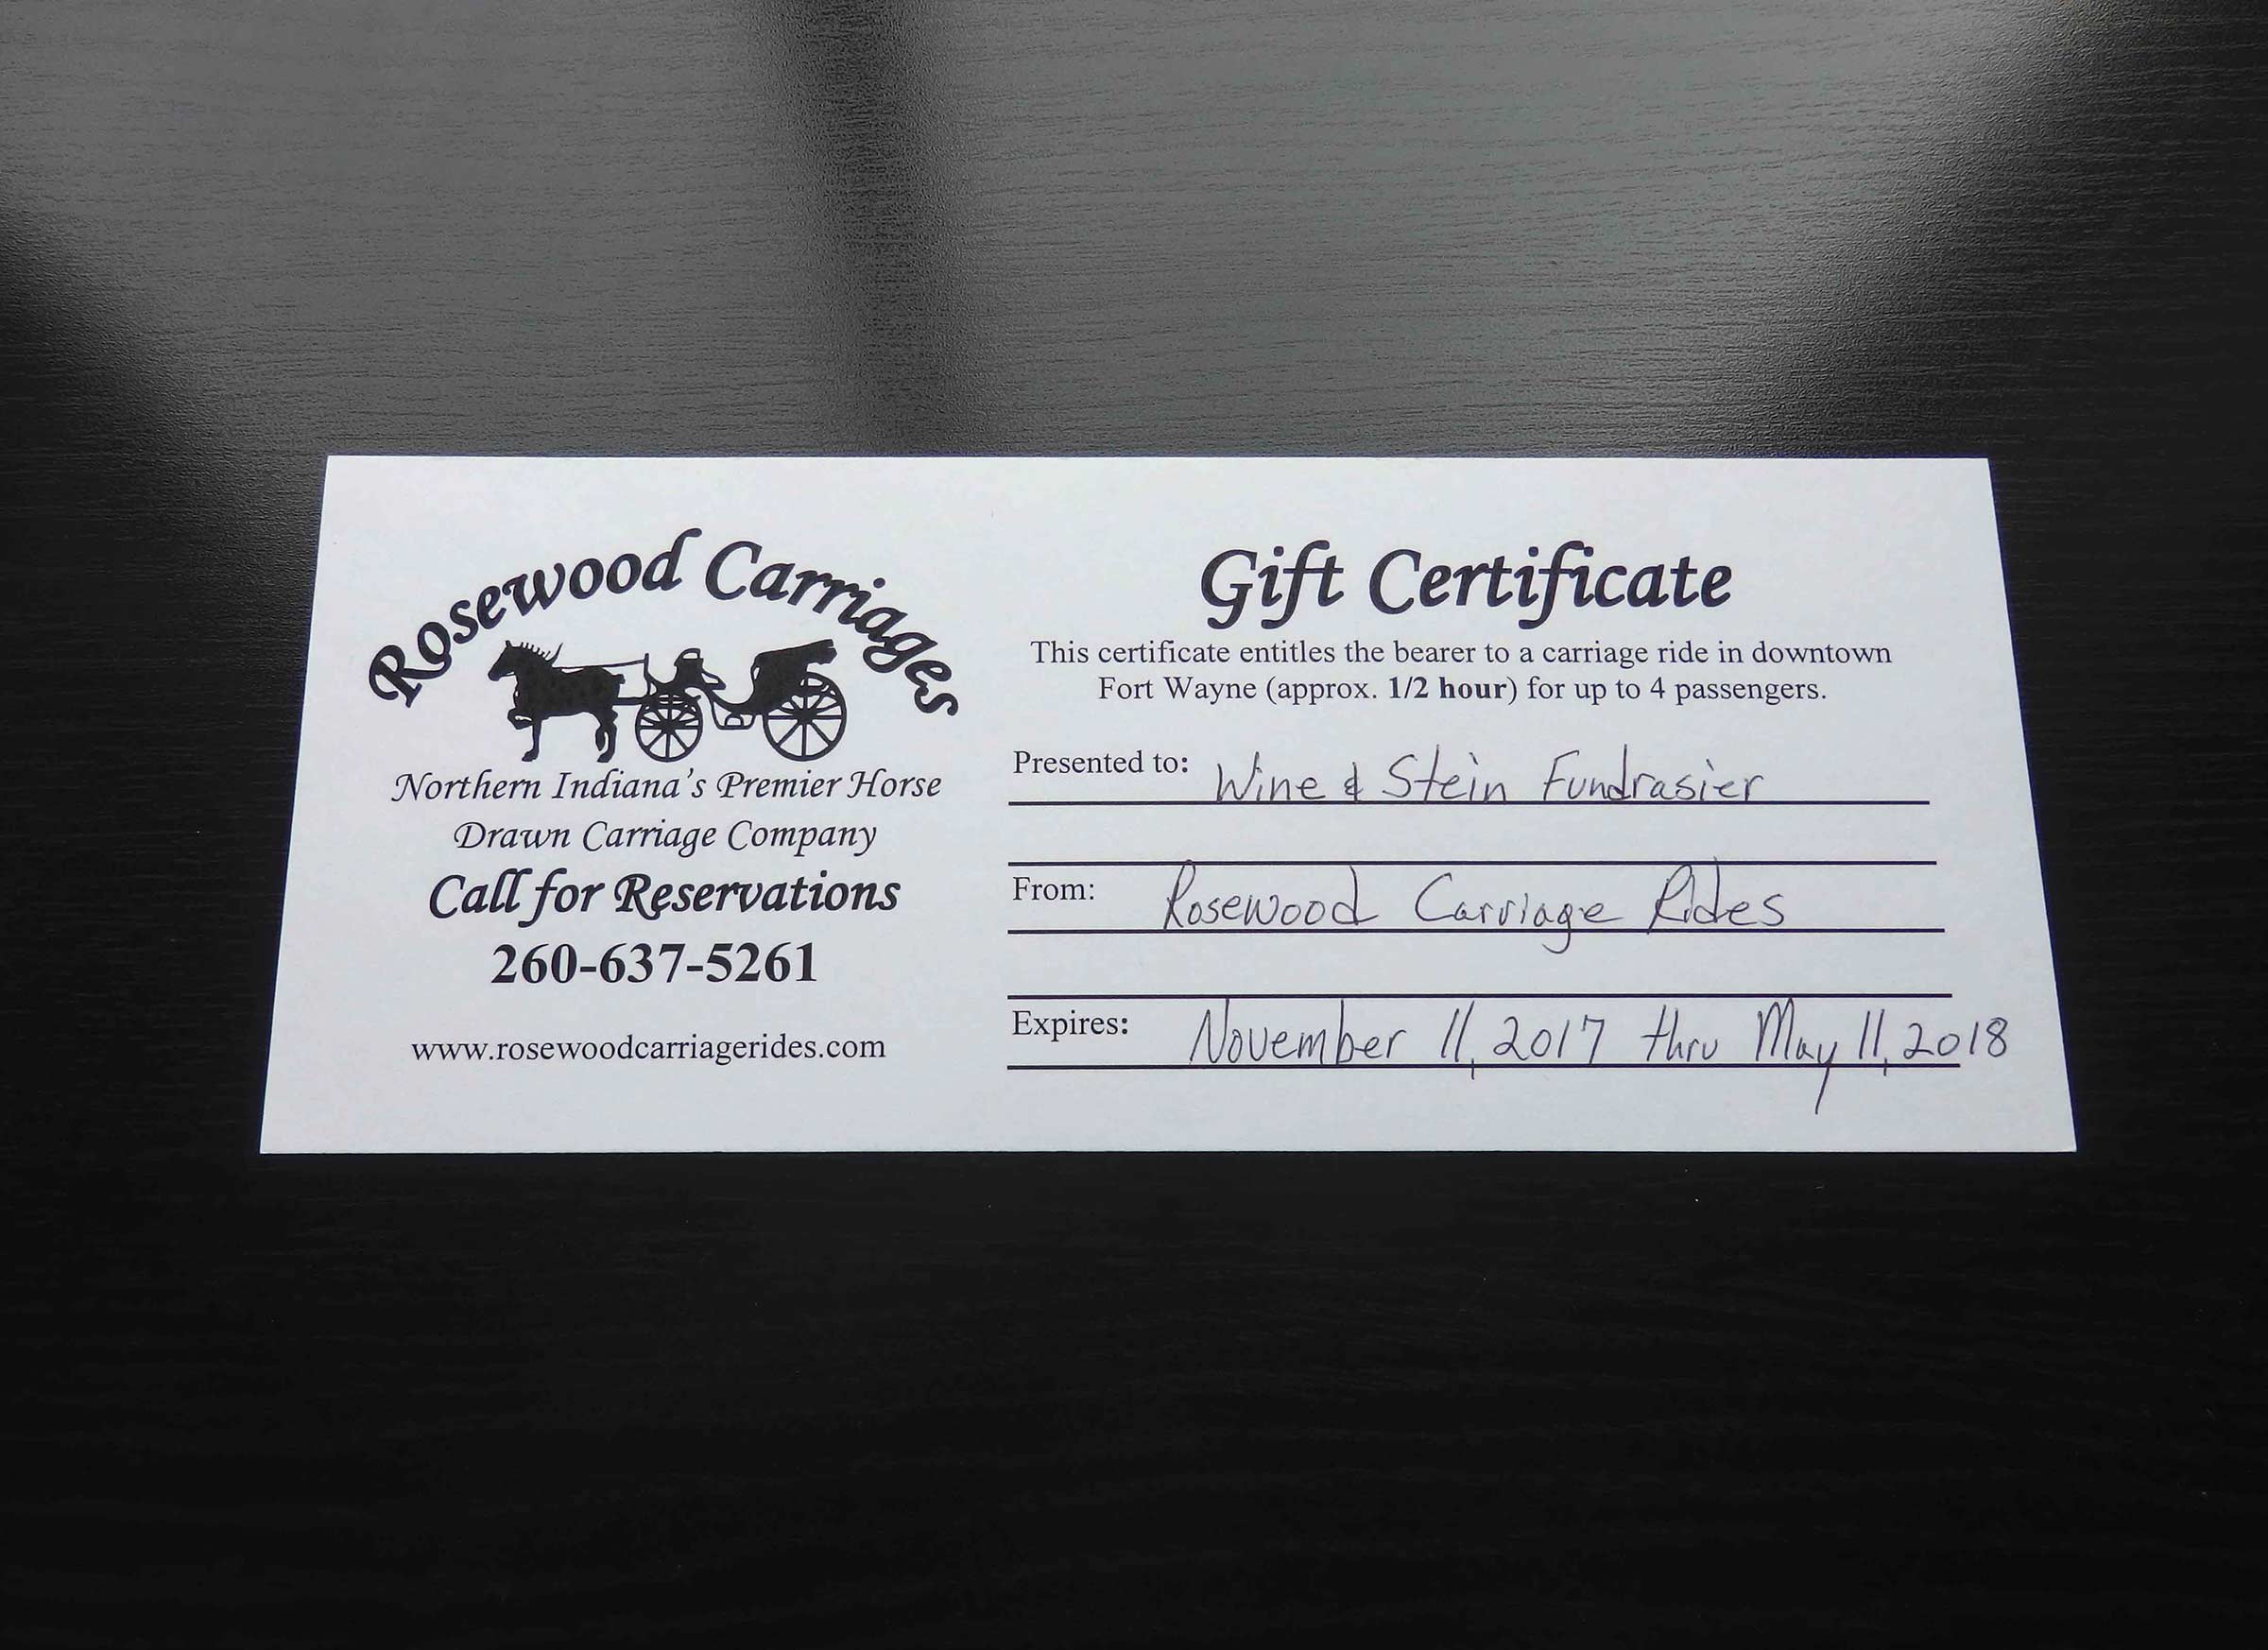 Rosewood Carriages
Northern Indiana's Premier Horse
Drawn Carriage Company
Call for Reservations
260-637-5261
www.rosewoodcarriagerides.com
Gift Certificate
This certificate entitles the bearer to a carriage ride in downtown
Fort Wayne (approx. 1/2 hour) for up to 4 passengers.
Presented to: Wine & Stein Fundrasier
From: Rosewood Carriage Rides
Expires: November 11, 2017 thru May 11, 2018